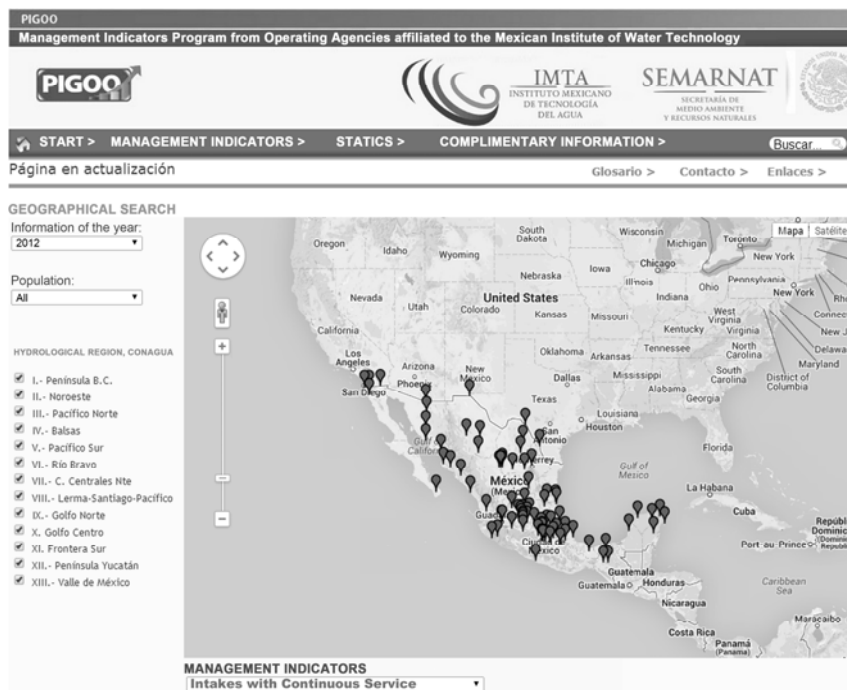 PIGOO
Management Indicators Program from Operating Agencies affiliated to the Mexican Institute of Water Technology
PIGOO
IMTA
INSTITUTO MEXICANO
DE TECNOLOGÍA
DEL AGUA
SEMARNAT
SECRETARÍA DE
MEDIO AMBIENTE
Y RECURSOS NATURALES
START > MANAGEMENT INDICATORS > STATICS > COMPLIMENTARY INFORMATION > Buscar...
Página en actualización
Glosario > Contacto > Enlaces >
GEOGRAPHICAL SEARCH
Information of the year:
2012
Population:
All
HYDROLOGICAL REGION, CONAGUA
I.- Península B.C.
II.- Noroeste
III.- Pacífico Norte
IV.- Balsas
V.- Pacífico Sur
VI.- Río Bravo
VII.- C. Centrales Nte
VIII.- Lerma-Santiago-Pacífico
IX.- Golfo Norte
X. Golfo Centro
XI. Frontera Sur
XII.- Península Yucatán
XIII.- Valle de México
Mapa Satélite
Oregon
Idaho
Wyoming
South
Dakota
Wisconsin
Michigan
Toronto
New York
Chicago
Nebraska
Iowa
Illinois
Indiana
Ohio
Pennsylvania
New York
Nevada
Utah
Colorado
United States
Kansas
Missouri
West
Virginia
Kentucky
Virginia
California
Los
Angeles
Arizona
New
Mexico
Oklahoma
Arkansas
Tennessee
North
Carolina
South
Carolina
Delawar
Maryland
District of
Columbia
San Diego
Dallas
Mississippi
Alabama
Georgia
Texas
San
Antonio
Louisiana
Houston
Florida
Gulf of
Mexico
México
La Habana
Cuba
Port-au-Prince
Ciudad de
México
Guatemala
Guatemala
Honduras
Caribbean
Sea
Nicaragua
Maracaibo
Costa Rica
Panamá
(Panama)
MANAGEMENT INDICATORS
Intakes with Continuous Service